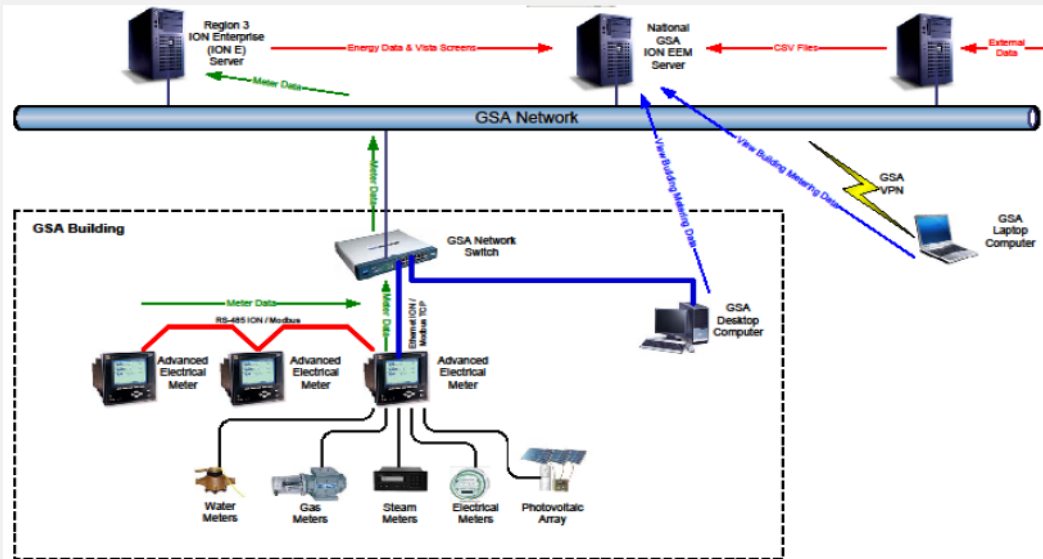 Region 3
ION Enterprise
(ION E)
Server
Energy Data & Vista Screens
National
GSA
ION EEM
Server
CSV Files
External
Data
Meter Data
GSA Network
Meter Data
View Building Metering Data
View Building Metering Data
GSA
VPN
GSA
Laptop
Computer
GSA Building
GSA Network
Switch
Meter Data
Meter Data
Ethernet ION /
Modbus TCP
RS-485 ION / Modbus
GSA
Desktop
Computer
Advanced
Electrical
Meter
Advanced
Electrical
Meter
Advanced
Electrical
Meter
Water
Meters
Gas
Meters
Steam
Meters
Electrical
Meters
Photovoltaic
Array